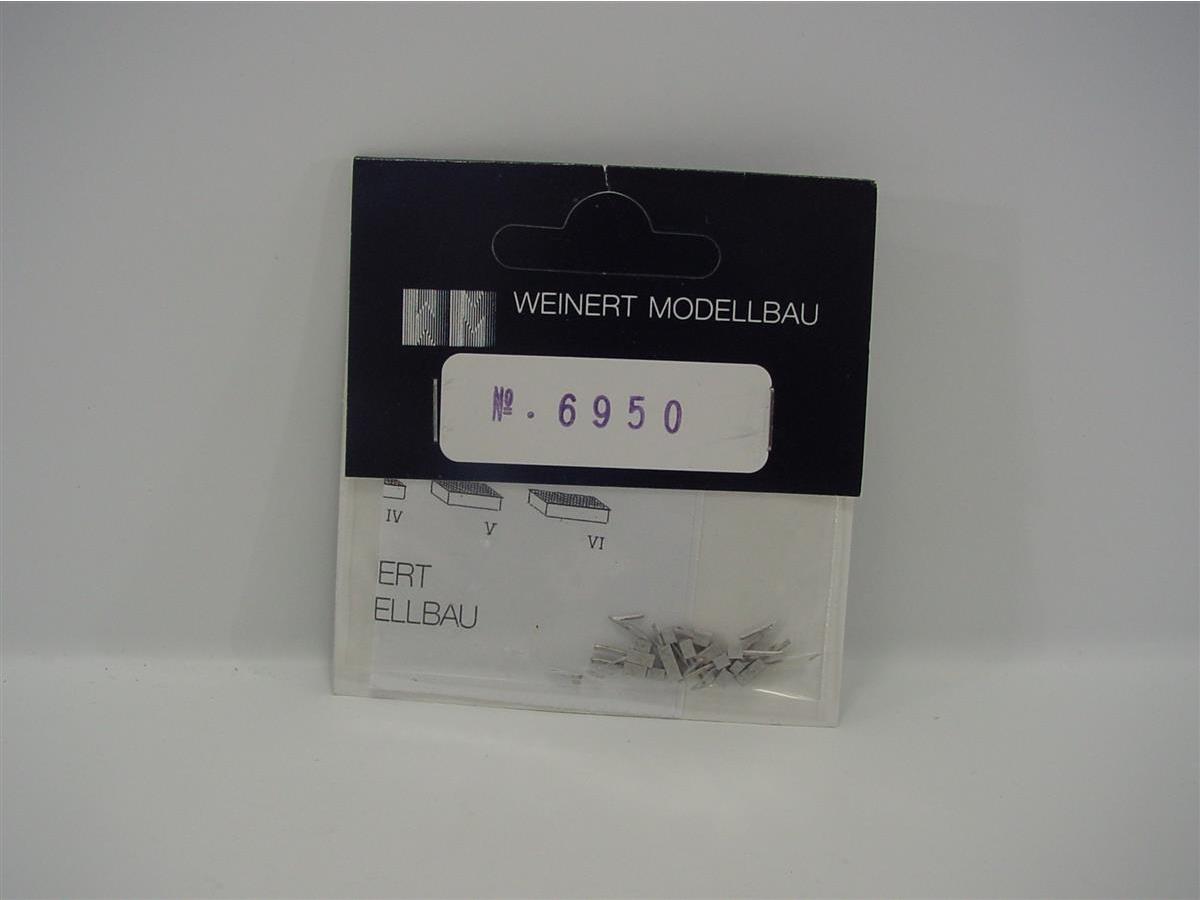 WEINERT MODELLBAU
№. 6950
IV
V
VI
ERT
ELLBAU